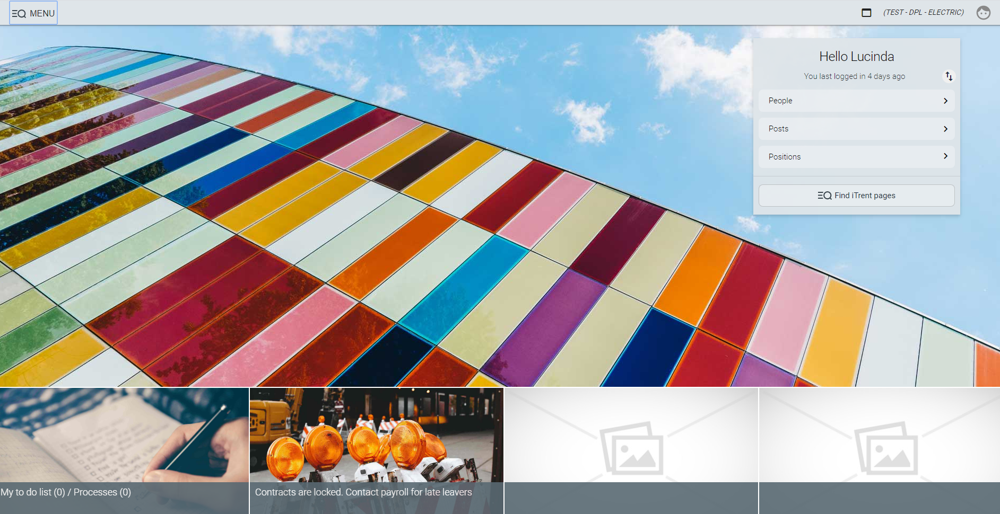 MENU
(TEST - DPL - ELECTRIC)
Hello Lucinda
You last logged in 4 days ago
People
Posts
Positions
Find iTrent pages
My to do list (0) / Processes (0)
Contracts are locked. Contact payroll for late leavers